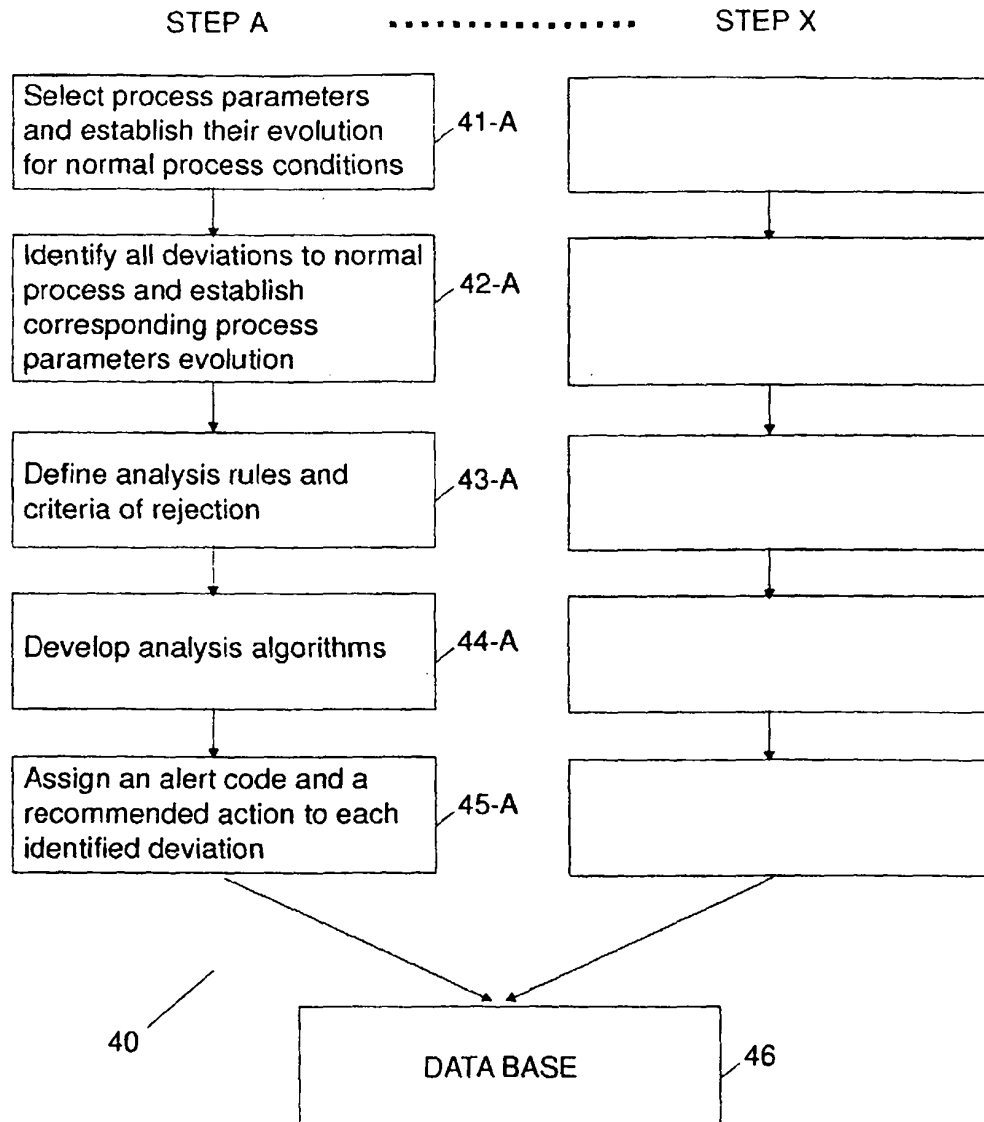 STEP A ............... STEP X
Select process parameters
and establish their evolution
for normal process conditions
41-A
Identify all deviations to normal
process and establish
corresponding process
parameters evolution
42-A
Define analysis rules and
criteria of rejection
43-A
Develop analysis algorithms
44-A
Assign an alert code and a
recommended action to each
identified deviation
45-A
40
DATA BASE
46